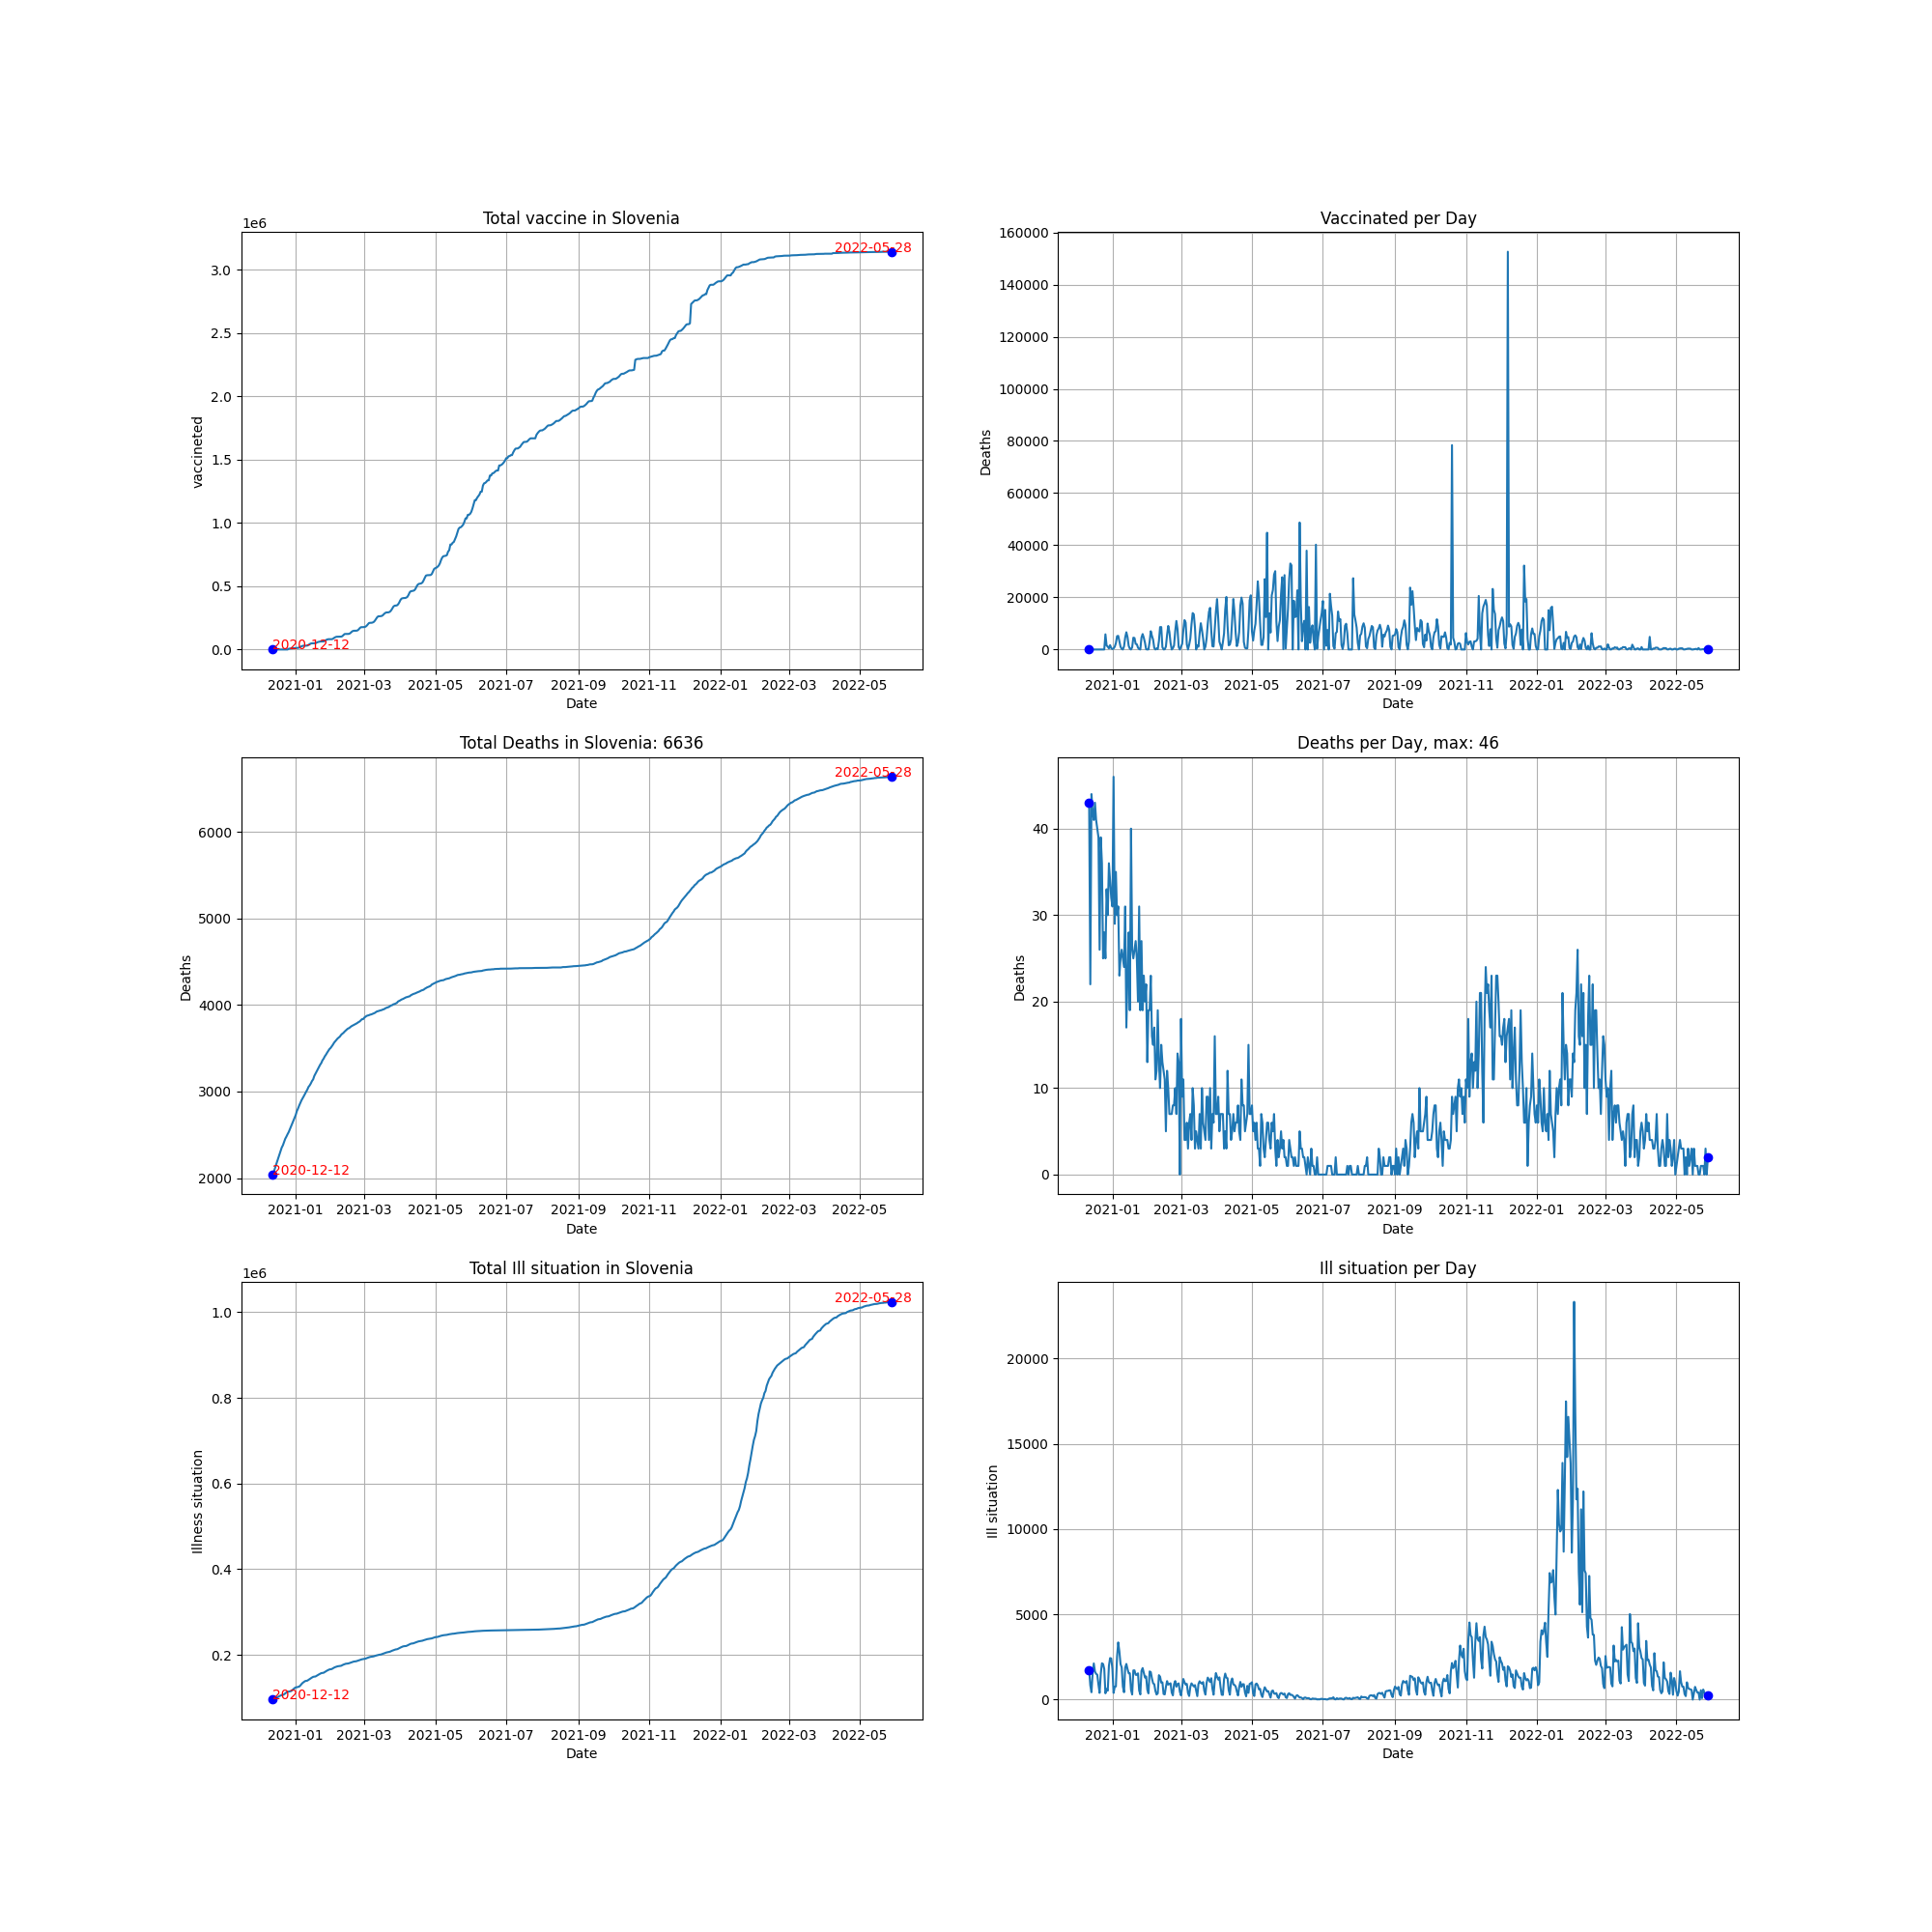 Total vaccine in Slovenia
1e6
3.0
2.5
2.0
1.5
1.0
0.5
0.0
vaccineted
2020-12-12
2022-05-28
2021-01 2021-03 2021-05 2021-07 2021-09 2021-11 2022-01 2022-03 2022-05
Date
Vaccinated per Day
160000
140000
120000
100000
80000
60000
40000
20000
0
Deaths
2021-01 2021-03 2021-05 2021-07 2021-09 2021-11 2022-01 2022-03 2022-05
Date
Total Deaths in Slovenia: 6636
6000
5000
4000
3000
2000
Deaths
2020-12-12
2022-05-28
2021-01 2021-03 2021-05 2021-07 2021-09 2021-11 2022-01 2022-03 2022-05
Date
Deaths per Day, max: 46
40
30
20
10
0
Deaths
2021-01 2021-03 2021-05 2021-07 2021-09 2021-11 2022-01 2022-03 2022-05
Date
Total Ill situation in Slovenia
1e6
1.0
0.8
0.6
0.4
0.2
Illness situation
2020-12-12
2022-05-28
2021-01 2021-03 2021-05 2021-07 2021-09 2021-11 2022-01 2022-03 2022-05
Date
Ill situation per Day
20000
15000
10000
5000
0
Ill situation
2021-01 2021-03 2021-05 2021-07 2021-09 2021-11 2022-01 2022-03 2022-05
Date